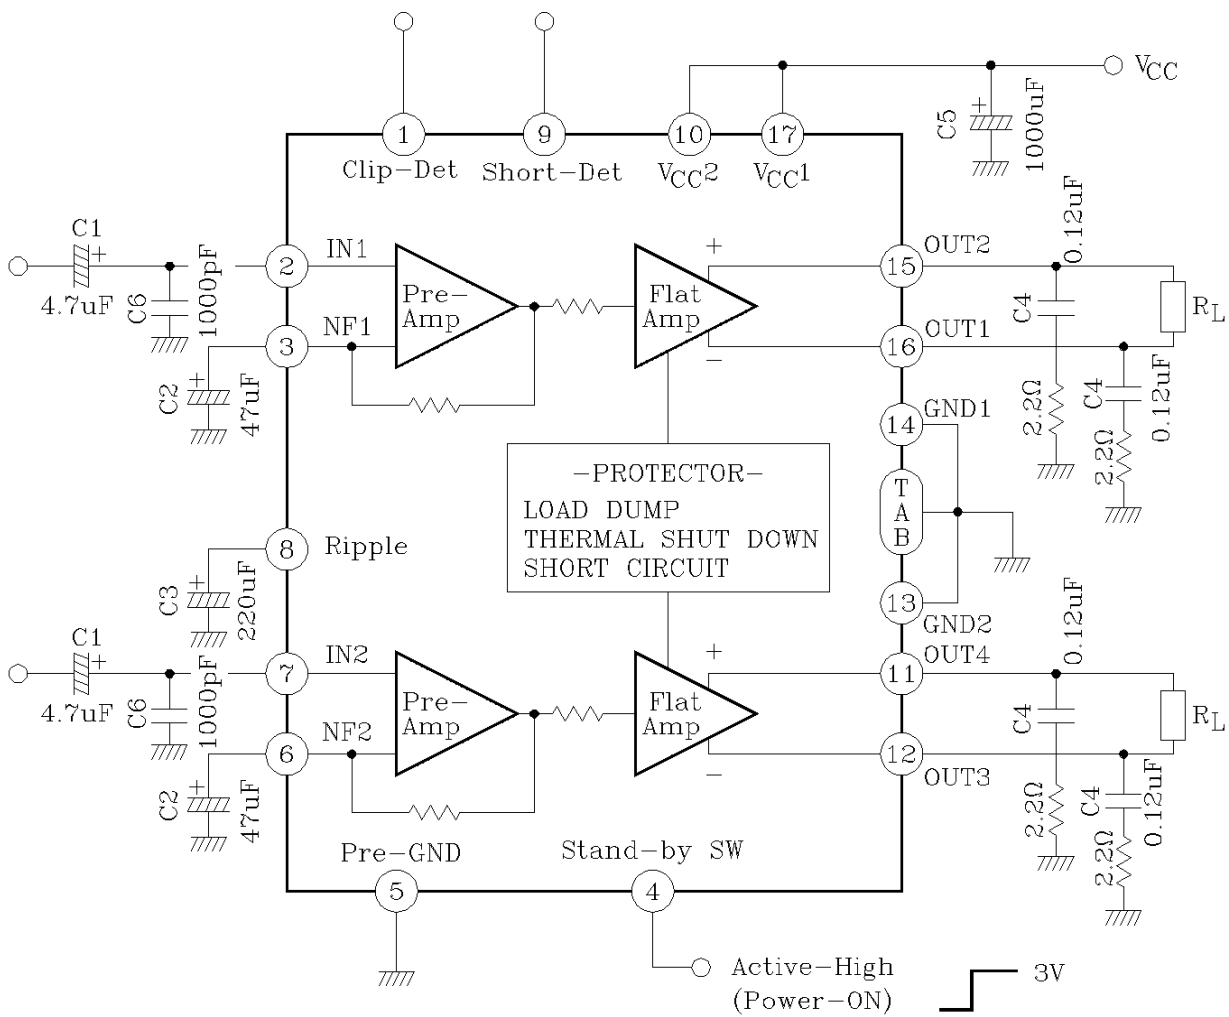 1
9
10
17
VCC
Clip-Det
Short-Det
VCC2
VCC1
C5
+
1000uF
C1
+
4.7uF
C6
1000pF
2
IN1
Pre-
Amp
Flat
Amp
+
-
15
OUT2
0.12uF
C4
2.2Ω
RL
3
NF1
16
OUT1
C4
0.12uF
2.2Ω
C2
+
47uF
14
GND1
-PROTECTOR-
LOAD DUMP
THERMAL SHUT DOWN
SHORT CIRCUIT
TAB
8
Ripple
C3
+
220uF
13
GND2
C1
+
4.7uF
C6
1000pF
7
IN2
Pre-
Amp
Flat
Amp
+
-
11
OUT4
0.12uF
C4
2.2Ω
RL
6
NF2
12
OUT3
C4
0.12uF
2.2Ω
C2
+
47uF
Pre-GND
5
Stand-by SW
4
Active-High
(Power-ON)
3V